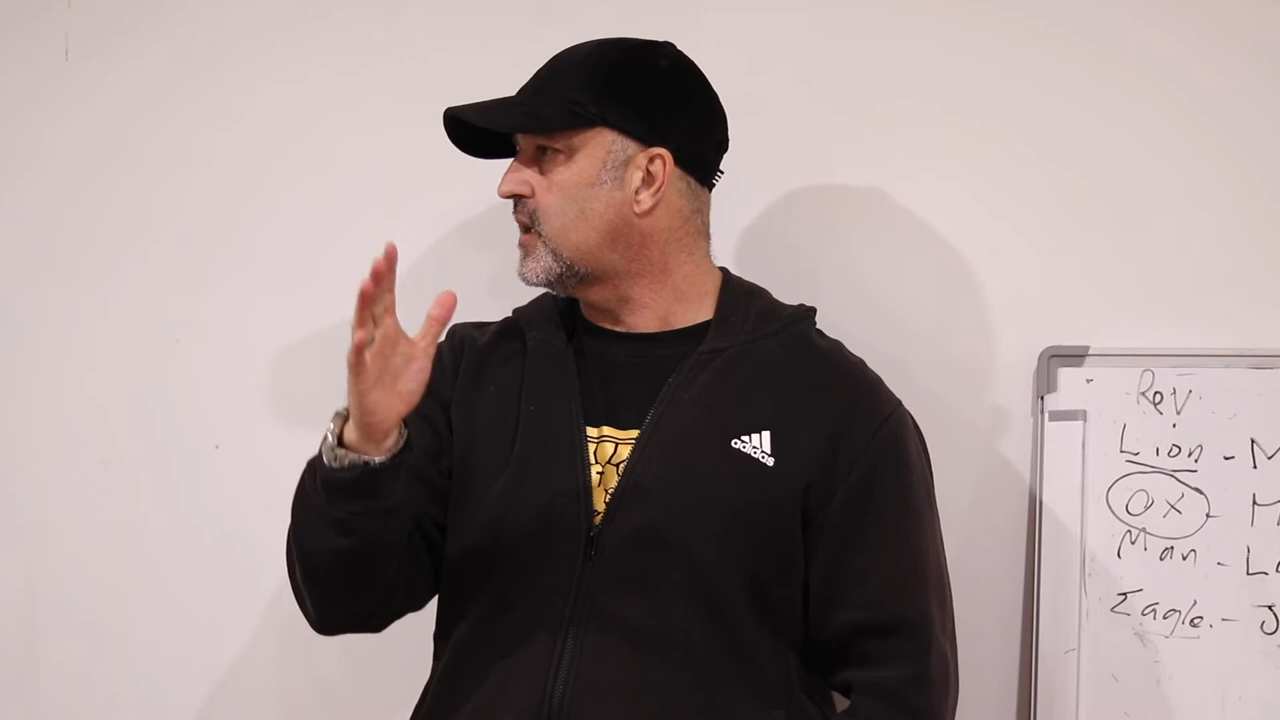 adidas
Rev.
Lion - M
OX -
Man - L
Eagle. - J